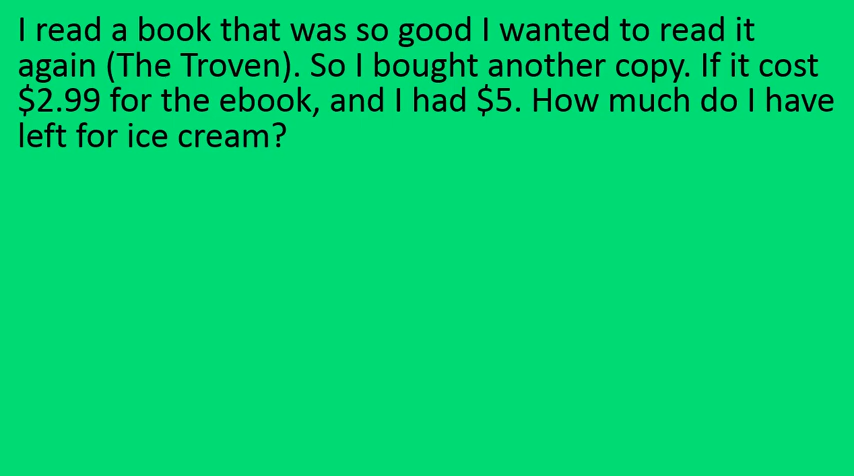 I read a book that was so good I wanted to read it
again (The Troven). So I bought another copy. If it cost
$2.99 for the ebook, and I had $5. How much do I have
left for ice cream?